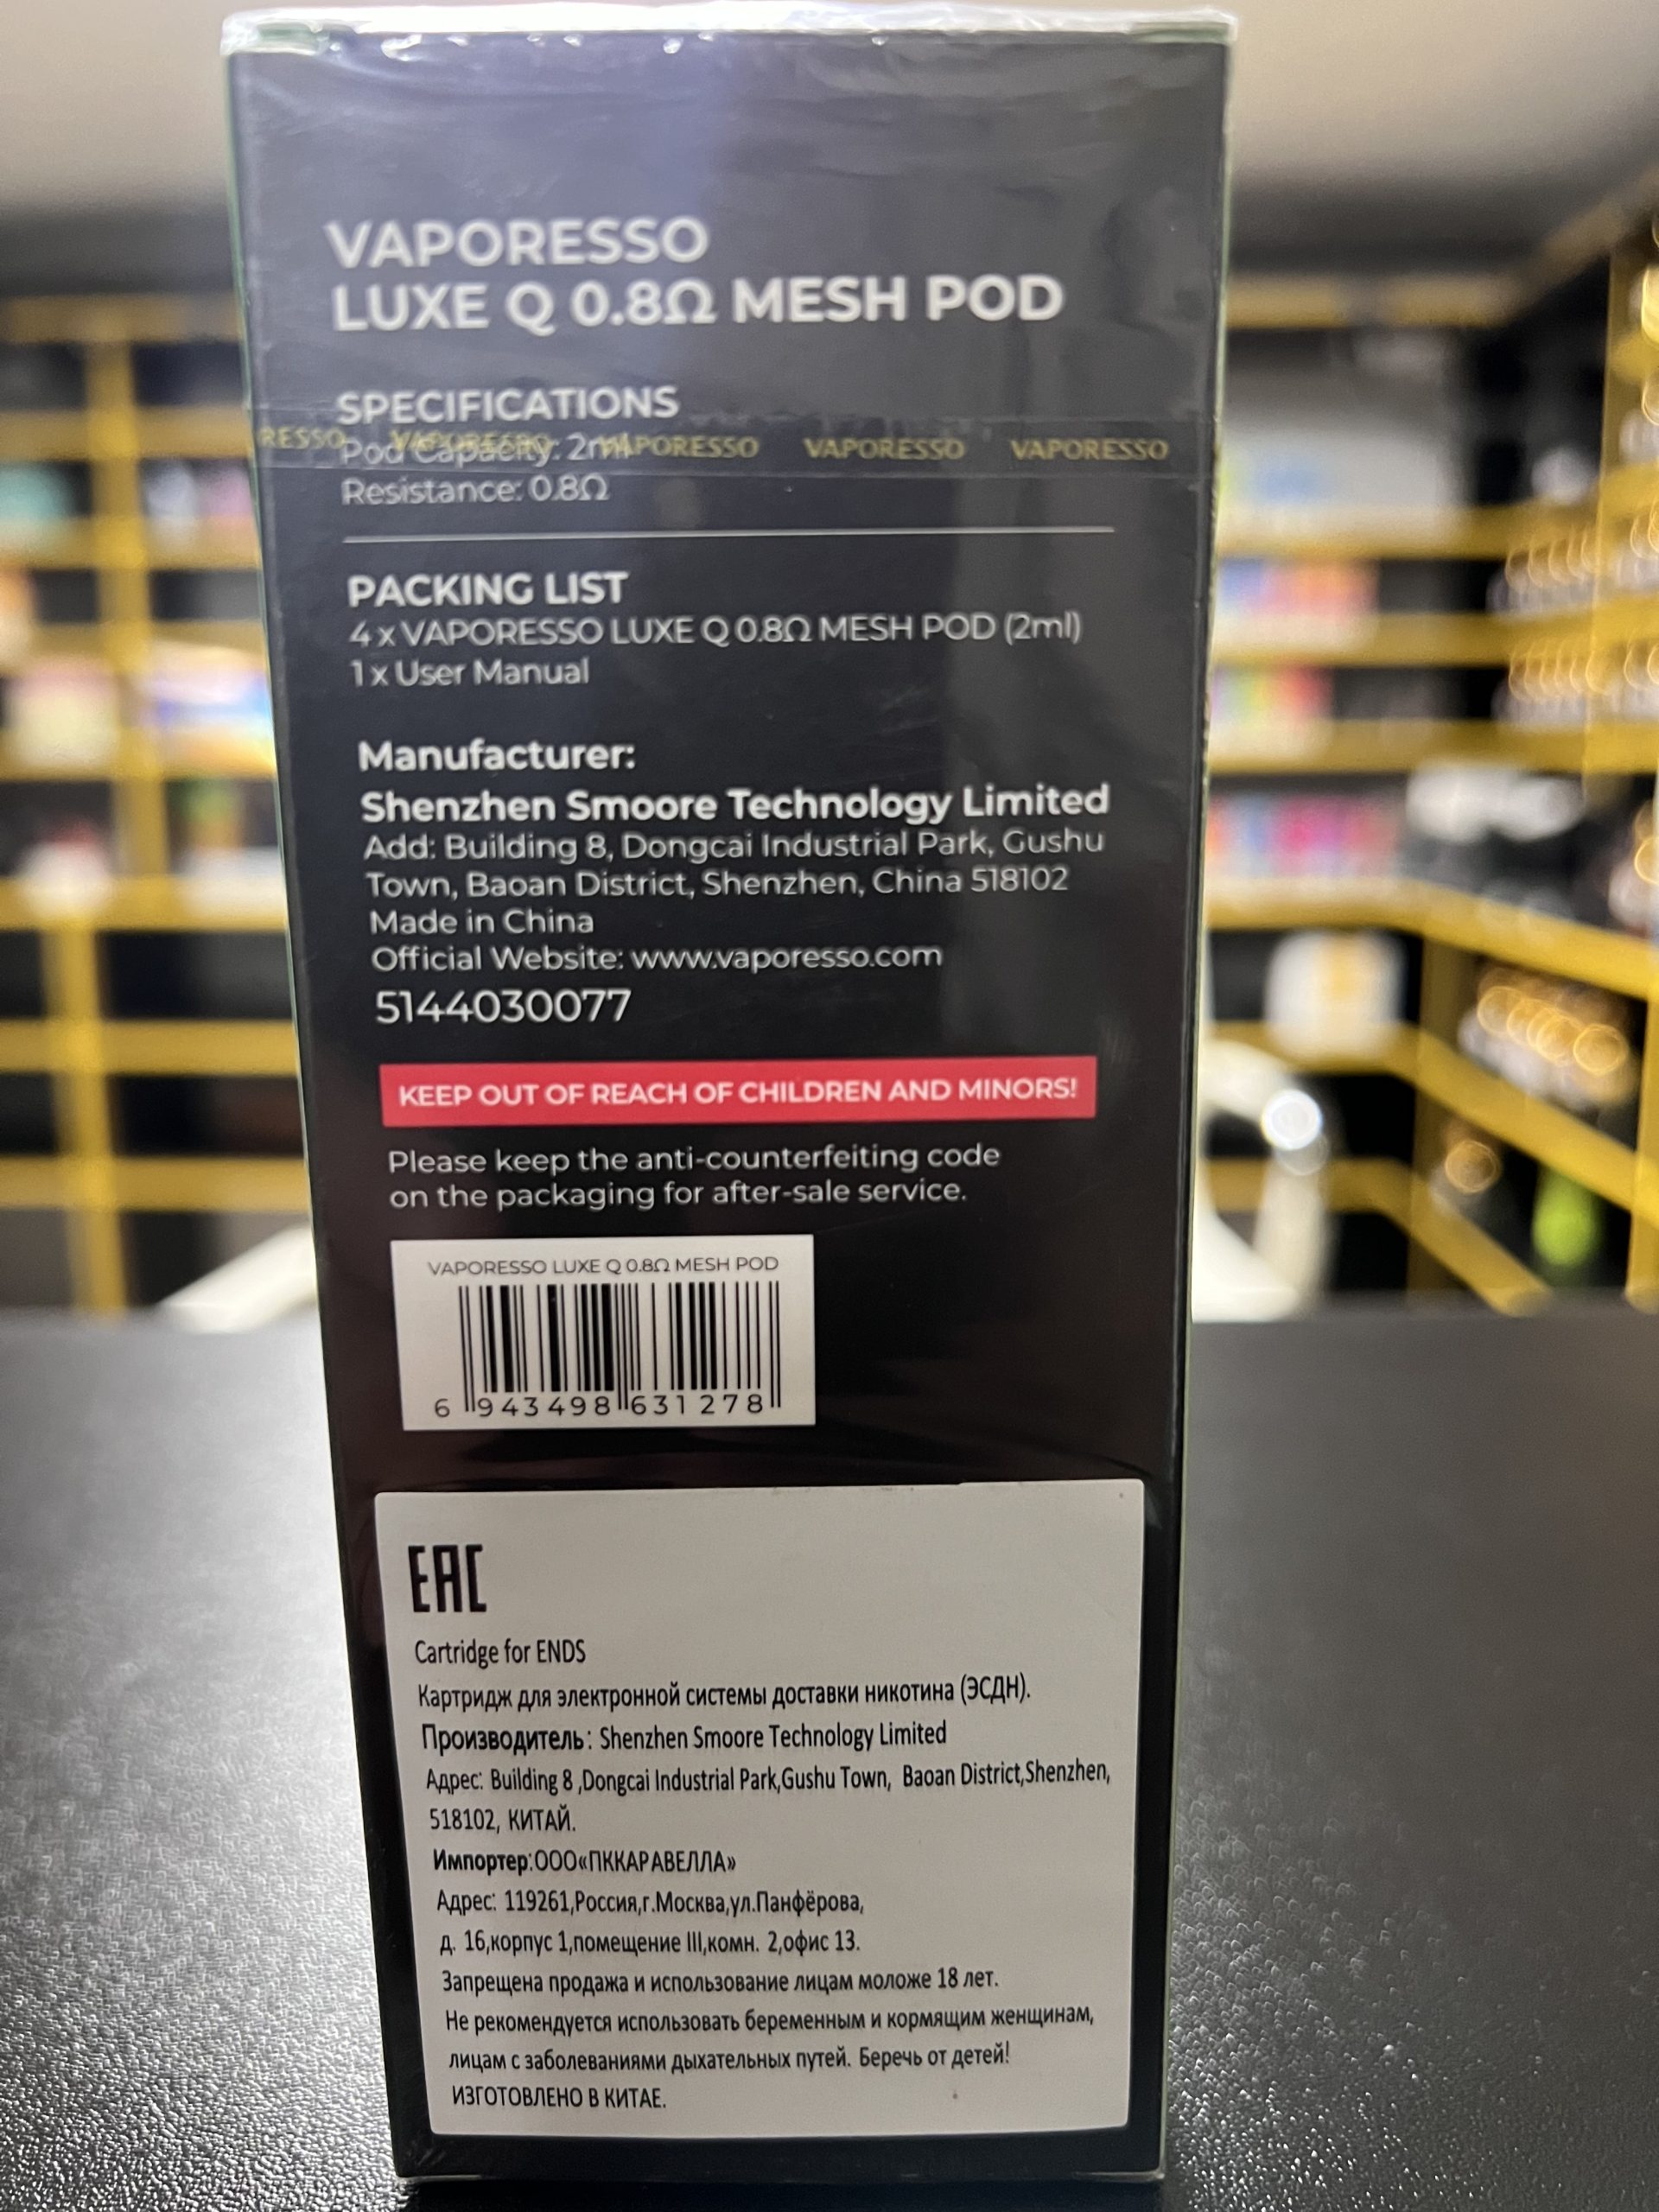 VAPORESSO
LUXE Q 0.8Ω MESH POD
SPECIFICATIONS
RESSO VAPORESSO VAPORESSO VAPORESSO VAPORESSO
Pod Capacity: 2ml
Resistance: 0.8Ω
PACKING LIST
4 x VAPORESSO LUXE Q 0.8Ω MESH POD (2ml)
1 x User Manual
Manufacturer:
Shenzhen Smoore Technology Limited
Add: Building 8, Dongcai Industrial Park, Gushu
Town, Baoan District, Shenzhen, China 518102
Made in China
Official Website: www.vaporesso.com
5144030077
KEEP OUT OF REACH OF CHILDREN AND MINORS!
Please keep the anti-counterfeiting code
on the packaging for after-sale service.
VAPORESSO LUXE Q 0.8Ω MESH POD
6 943498 631278
EAC
Cartridge for ENDS
Картридж для электронной системы доставки никотина (ЭСДН).
Производитель: Shenzhen Smoore Technology Limited
Адрес: Building 8 ,Dongcai Industrial Park,Gushu Town, Baoan District,Shenzhen,
518102, КИТАЙ.
Импортер:ООО«ПККАРАВЕЛЛА»
Адрес: 119261,Россия,г.Москва,ул.Панфёрова,
д. 16,корпус 1,помещение III,комн. 2,офис 13.
Запрещена продажа и использование лицам моложе 18 лет.
Не рекомендуется использовать беременным и кормящим женщинам,
лицам с заболеваниями дыхательных путей. Беречь от детей!
ИЗГОТОВЛЕНО В КИТАЕ.